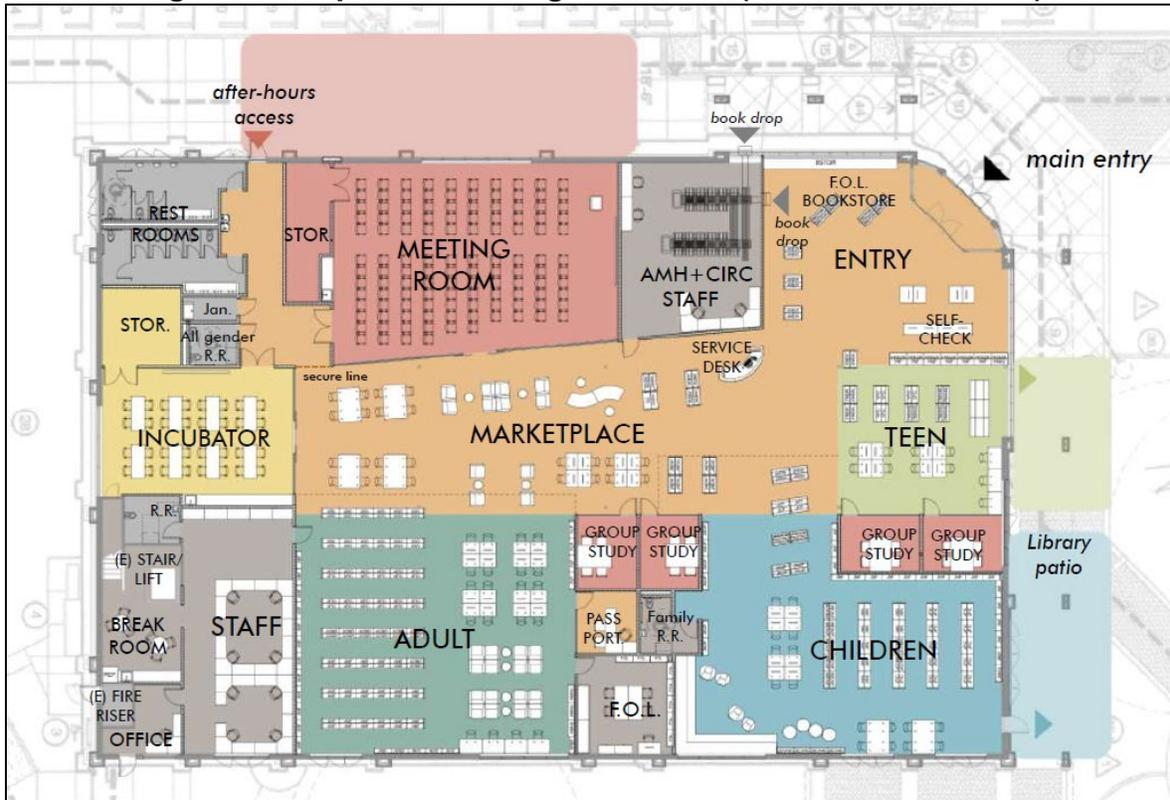 after-hours
access
book drop
main entry
F.O.L.
BOOKSTORE
book
drop
REST
ROOMS
STOR.
MEETING
ROOM
AMH+CIRC
STAFF
ENTRY
STOR.
Jan.
All gender
R.R.
SELF-
CHECK
SERVICE
DESK
secure line
INCUBATOR
MARKETPLACE
TEEN
R.R.
GROUP
STUDY
GROUP
STUDY
GROUP
STUDY
GROUP
STUDY
Library
patio
(E) STAIR/
LIFT
BREAK
ROOM
STAFF
ADULT
PASS
PORT.
Family
R.R.
CHILDREN
(E) FIRE
RISER
OFFICE
F.O.L.